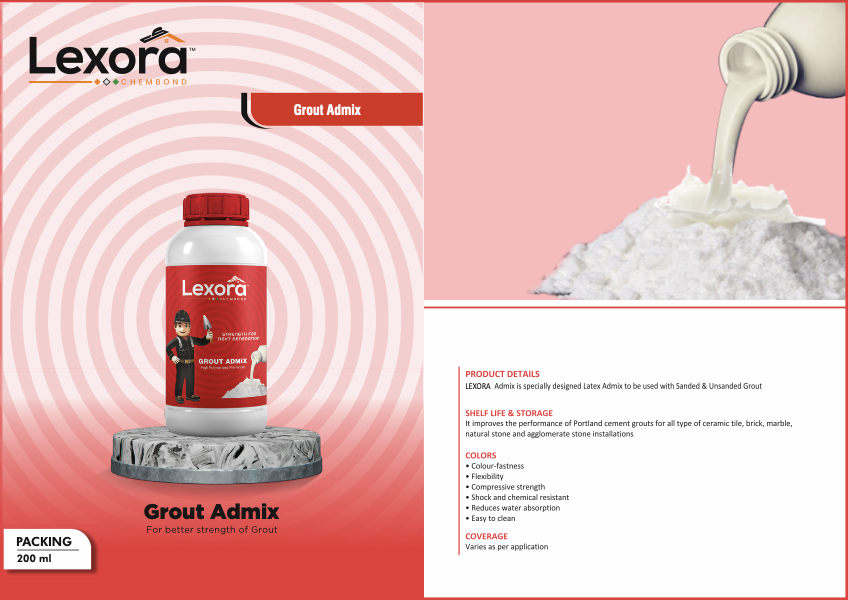 Lexora™
CHEMBOND
Grout Admix
Lexora
CHEMBOND
STRENGTH FOR
NEXT GENERATION
GROUT ADMIX
Grout Admix
For better strength of Grout
PACKING
200 ml
PRODUCT DETAILS
LEXORA Admix is specially designed Latex Admix to be used with Sanded & Unsanded Grout
SHELF LIFE & STORAGE
It improves the performance of Portland cement grouts for all type of ceramic tile, brick, marble,
natural stone and agglomerate stone installations
COLORS
• Colour-fastness
• Flexibility
• Compressive strength
• Shock and chemical resistant
• Reduces water absorption
• Easy to clean
COVERAGE
Varies as per application